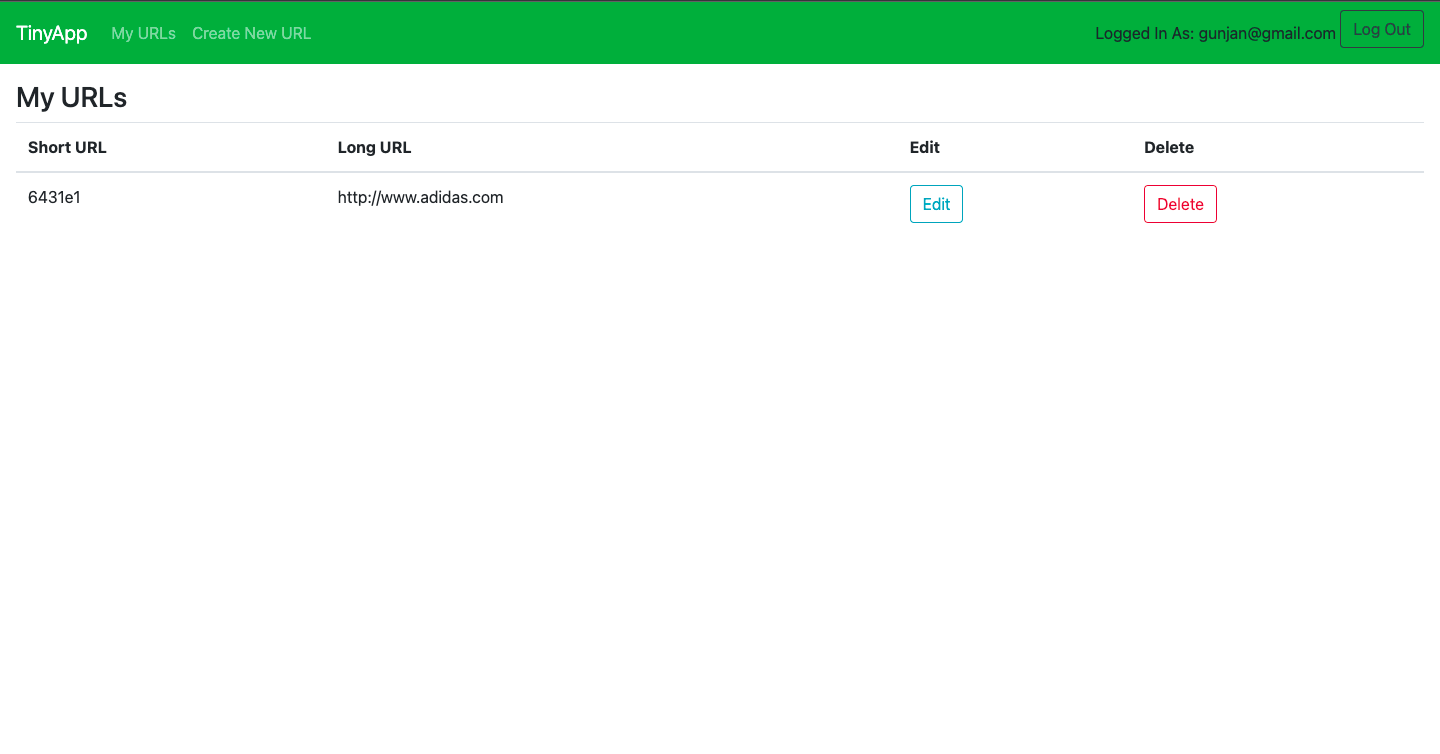 TinyApp My URLs Create New URL Logged In As: gunjan@gmail.com Log Out
My URLs
Short URL Long URL Edit Delete
6431e1 http://www.adidas.com Edit Delete